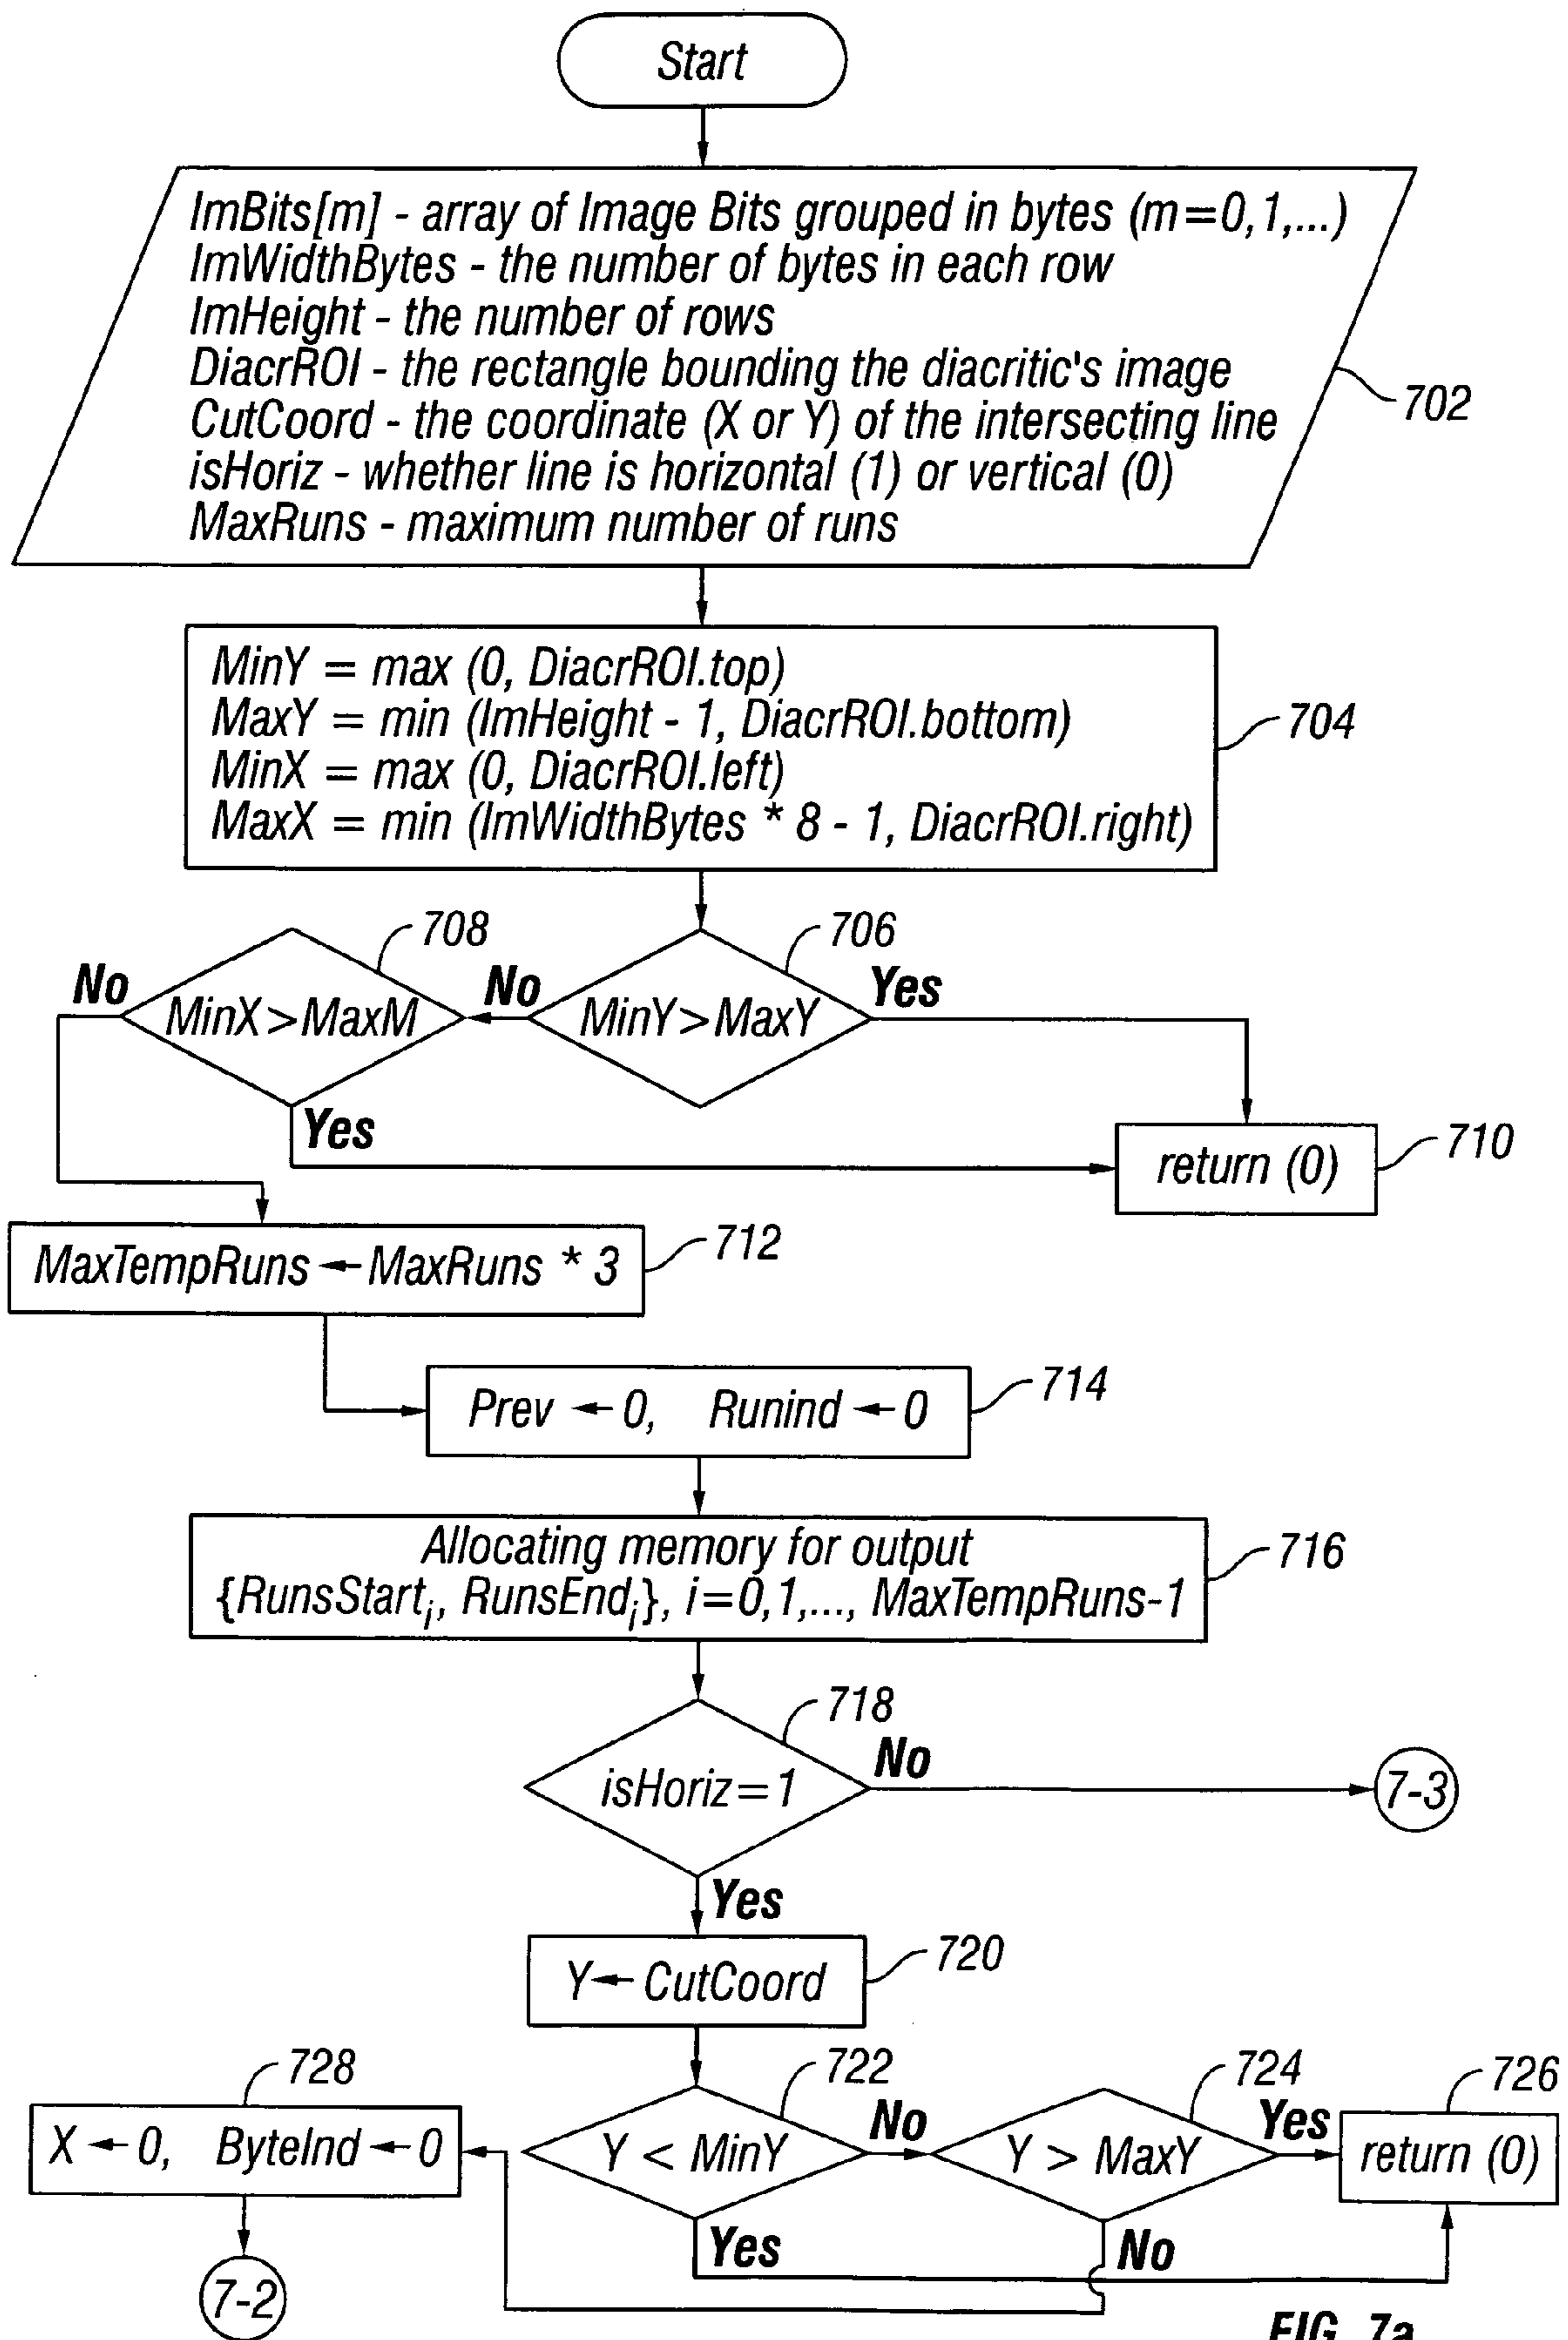 Start
ImBits[m] - array of Image Bits grouped in bytes (m=0,1,...)
ImWidthBytes - the number of bytes in each row
ImHeight - the number of rows
DiacrROI - the rectangle bounding the diacritic's image
CutCoord - the coordinate (X or Y) of the intersecting line
isHoriz - whether line is horizontal (1) or vertical (0)
MaxRuns - maximum number of runs
702
MinY = max (0, DiacrROI.top)
MaxY = min (ImHeight - 1, DiacrROI.bottom)
MinX = max (0, DiacrROI.left)
MaxX = min (ImWidthBytes * 8 - 1, DiacrROI.right)
704
708
706
No
MinX>MaxM
No
MinY>MaxY
Yes
Yes
return (0)
710
MaxTempRuns ← MaxRuns * 3
712
Prev ← 0, Runind ← 0
714
Allocating memory for output
{RunsStart_i, RunsEnd_i}, i=0,1,..., MaxTempRuns-1
716
718
isHoriz=1
No
7-3
Yes
Y← CutCoord
720
728
722
724
726
X ← 0, ByteInd ← 0
Y < MinY
No
Y > MaxY
Yes
return (0)
Yes
No
7-2
FIG. 7a